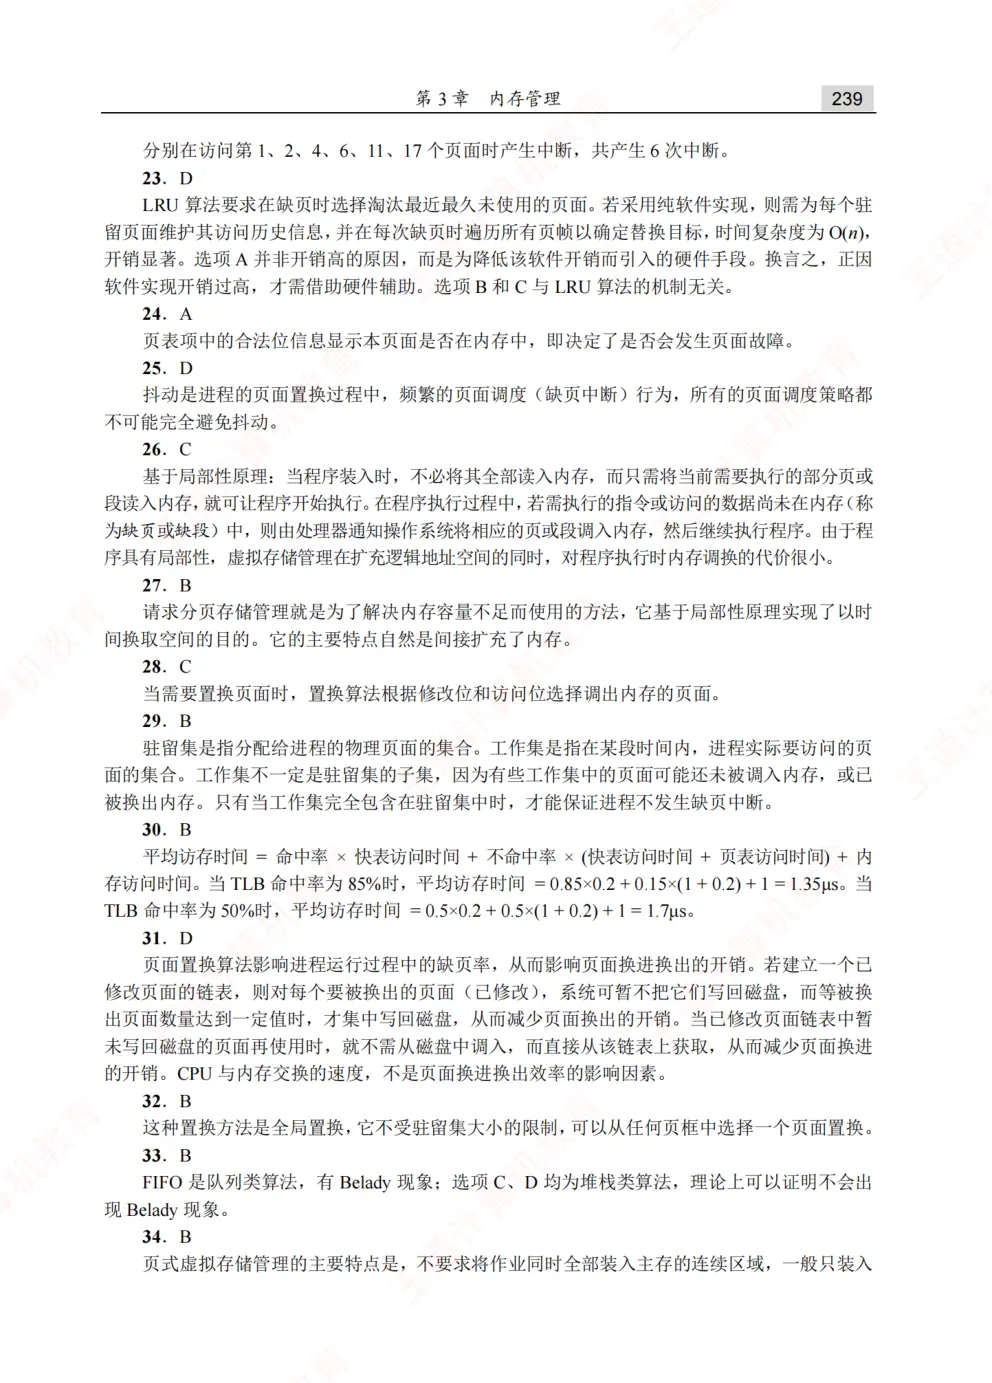 第 3 章 内存管理 239
分别在访问第 1、2、4、6、11、17 个页面时产生中断，共产生 6 次中断。
23. D
LRU 算法要求在缺页时选择淘汰最近最久未使用的页面。若采用纯软件实现，则需为每个驻
留页面维护其访问历史信息，并在每次缺页时遍历所有页帧以确定替换目标，时间复杂度为 O(n)，
开销显著。选项 A 并非开销高的原因，而是为降低该软件开销而引入的硬件手段。换言之，正因
软件实现开销过高，才需借助硬件辅助。选项 B 和 C 与 LRU 算法的机制无关。
24. A
页表项中的合法位信息显示本页面是否在内存中，即决定了是否会发生页面故障。
25. D
抖动是进程的页面置换过程中，频繁的页面调度（缺页中断）行为，所有的页面调度策略都
不可能完全避免抖动。
26. C
基于局部性原理：当程序装入时，不必将其全部读入内存，而只需将当前需要执行的部分页或
段读入内存，就可让程序开始执行。在程序执行过程中，若需执行的指令或访问的数据尚未在内存（称
为缺页或缺段）中，则由处理器通知操作系统将相应的页或段调入内存，然后继续执行程序。由于程
序具有局部性，虚拟存储管理在扩充逻辑地址空间的同时，对程序执行时内存调换的代价很小。
27. B
请求分页存储管理就是为了解决内存容量不足而使用的方法，它基于局部性原理实现了以时
间换取空间的目的。它的主要特点自然是间接扩充了内存。
28. C
当需要置换页面时，置换算法根据修改位和访问位选择调出内存的页面。
29. B
驻留集是指分配给进程的物理页面的集合。工作集是指在某段时间内，进程实际要访问的页
面的集合。工作集不一定是驻留集的子集，因为有些工作集中的页面可能还未被调入内存，或已
被换出内存。只有当工作集完全包含在驻留集中时，才能保证进程不发生缺页中断。
30. B
平均访存时间 = 命中率 × 快表访问时间 + 不命中率 × (快表访问时间 + 页表访问时间) + 内
存访问时间。当 TLB 命中率为 85%时，平均访存时间 = 0.85×0.2 + 0.15×(1 + 0.2) + 1 = 1.35μs。当
TLB 命中率为 50%时，平均访存时间 = 0.5×0.2 + 0.5×(1 + 0.2) + 1 = 1.7μs。
31. D
页面置换算法影响进程运行过程中的缺页率，从而影响页面换进换出的开销。若建立一个已
修改页面的链表，则对每个要被换出的页面（已修改），系统可暂不把它们写回磁盘，而等被换
出页面数量达到一定值时，才集中写回磁盘，从而减少页面换出的开销。当已修改页面链表中暂
未写回磁盘的页面再使用时，就不需从磁盘中调入，而直接从该链表上获取，从而减少页面换进
的开销。CPU 与内存交换的速度，不是页面换进换出效率的影响因素。
32. B
这种置换方法是全局置换，它不受驻留集大小的限制，可以从任何页框中选择一个页面置换。
33. B
FIFO 是队列类算法，有 Belady 现象；选项 C、D 均为堆栈类算法，理论上可以证明不会出
现 Belady 现象。
34. B
页式虚拟存储管理的主要特点是，不要求将作业同时全部装入主存的连续区域，一般只装入